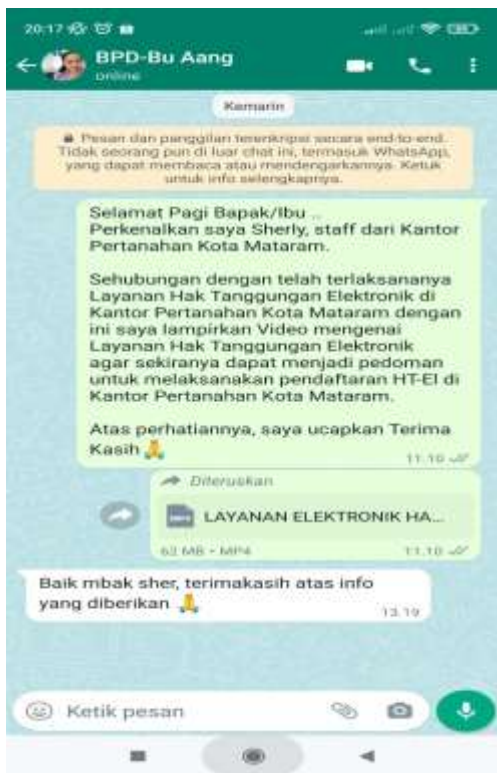 20:17
BPD-Bu Aang
online
Kemarin
Pesan dan panggilan terenkripsi secara end-to-end.
Tidak seorang pun di luar chat ini, termasuk WhatsApp,
yang dapat membaca atau mendengarkannya. Ketuk
untuk info selengkapnya.
Selamat Pagi Bapak/Ibu ..
Perkenalkan saya Sherly, staff dari Kantor
Pertanahan Kota Mataram.
Sehubungan dengan telah terlaksananya
Layanan Hak Tanggungan Elektronik di
Kantor Pertanahan Kota Mataram dengan
ini saya lampirkan Video mengenai
Layanan Hak Tanggungan Elektronik
agar sekiranya dapat menjadi pedoman
untuk melaksanakan pendaftaran HT-El di
Kantor Pertanahan Kota Mataram.
Atas perhatiannya, saya ucapkan Terima
Kasih 🙏
11.10
Diteruskan
LAYANAN ELEKTRONIK HA...
62 MB • MP4
11.10
Baik mbak sher, terimakasih atas info
yang diberikan 🙏
13.19
Ketik pesan